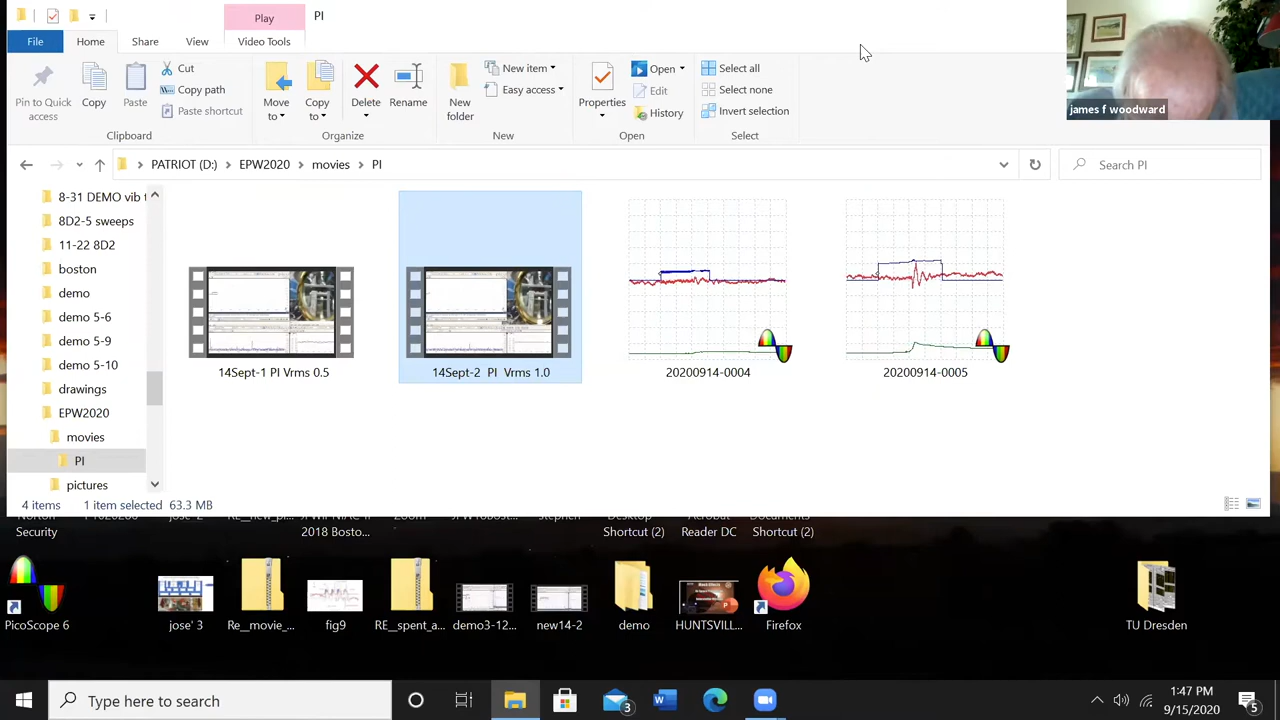 Play
PI
File
Home
Share
View
Video Tools
Pin to Quick
access
Copy
Paste
Cut
Copy path
Paste shortcut
Clipboard
Move
to
Copy
to
Delete
Rename
Organize
New
folder
New item
Easy access
New
Properties
Open
Edit
History
Open
Select all
Select none
Invert selection
Select
james f woodward
PATRIOT (D:)
EPW2020
movies
PI
Search PI
8-31 DEMO vib t
8D2-5 sweeps
11-22 8D2
boston
demo
demo 5-6
demo 5-9
demo 5-10
drawings
EPW2020
movies
PI
pictures
14Sept-1 PI Vrms 0.5
14Sept-2 PI Vrms 1.0
20200914-0004
20200914-0005
4 items
1 item selected
63.3 MB
Security
2018 Bosto...
Shortcut (2)
Reader DC
Shortcut (2)
PicoScope 6
jose' 3
Re__movie_...
fig9
RE__spent_a...
demo3-12...
new14-2
demo
HUNTSVILL...
Firefox
TU Dresden
Type here to search
3
1:47 PM
9/15/2020
5